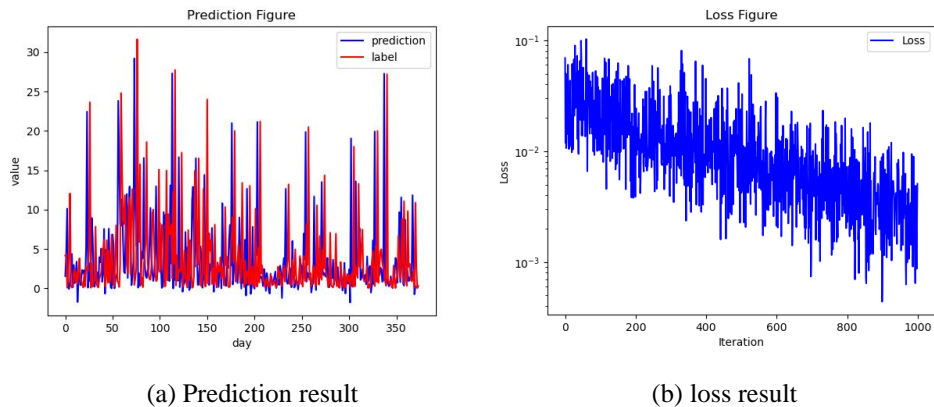 Prediction Figure
prediction
label
30
25
20
15
10
5
0
value
0 50 100 150 200 250 300 350
day
(a) Prediction result
Loss Figure
Loss
10⁻¹
10⁻²
10⁻³
Loss
0 200 400 600 800 1000
Iteration
(b) loss result